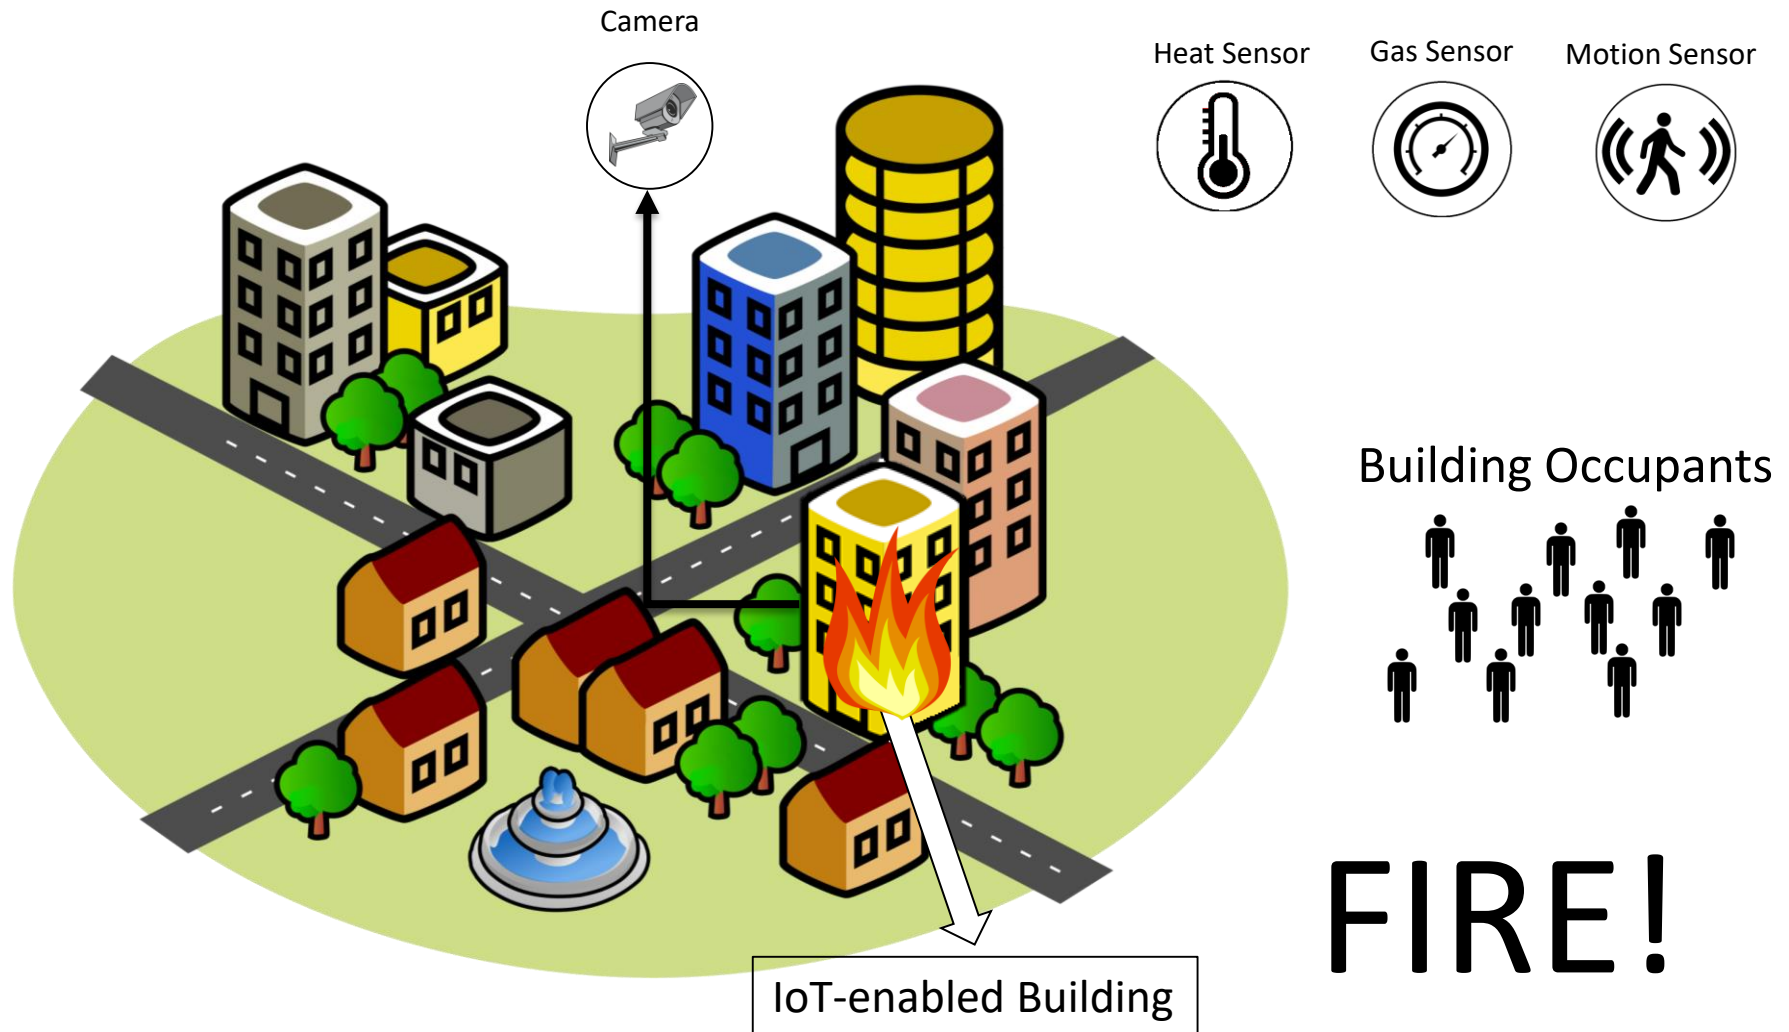 Camera
Heat Sensor
Gas Sensor
Motion Sensor
Building Occupants
FIRE!
IoT-enabled Building